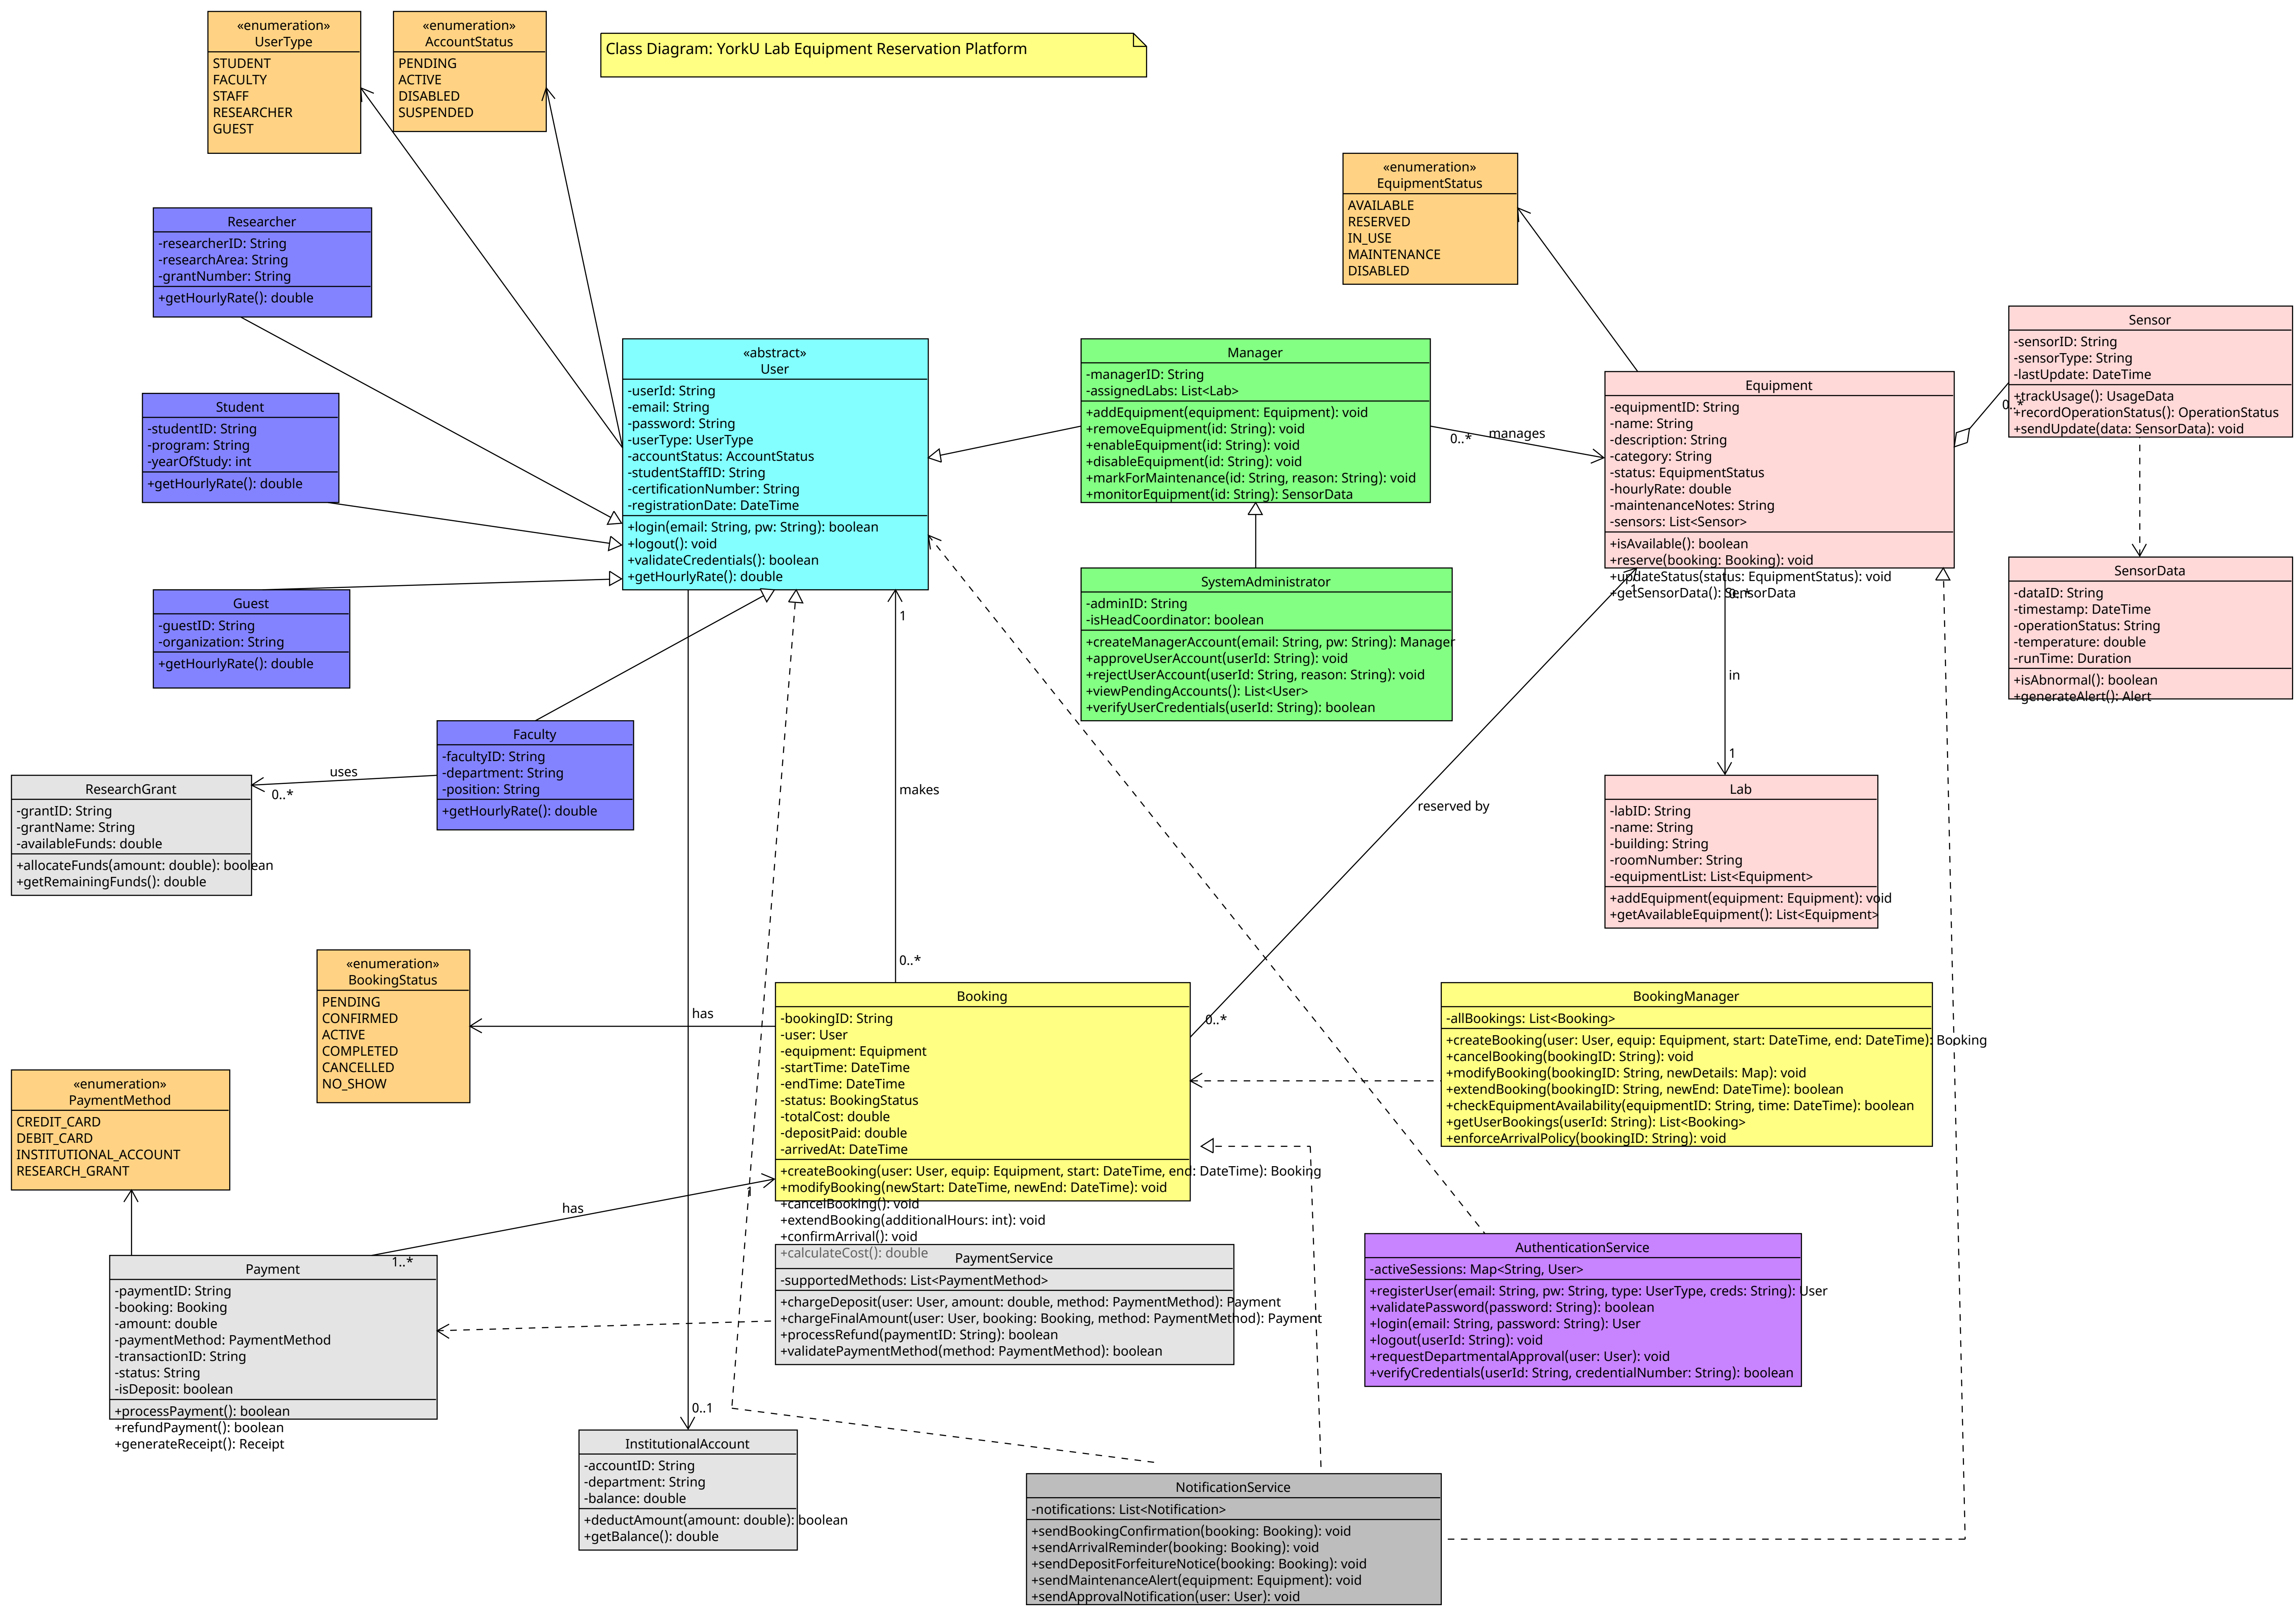 «enumeration»
UserType
STUDENT
FACULTY
STAFF
RESEARCHER
GUEST
«enumeration»
AccountStatus
PENDING
ACTIVE
DISABLED
SUSPENDED
Class Diagram: YorkU Lab Equipment Reservation Platform
«enumeration»
EquipmentStatus
AVAILABLE
RESERVED
IN_USE
MAINTENANCE
DISABLED
Researcher
-researcherID: String
-researchArea: String
-grantNumber: String
+getHourlyRate(): double
Student
-studentID: String
-program: String
-yearOfStudy: int
+getHourlyRate(): double
Guest
-guestID: String
-organization: String
+getHourlyRate(): double
«abstract»
User
-userId: String
-email: String
-password: String
-userType: UserType
-accountStatus: AccountStatus
-studentStaffID: String
-certificationNumber: String
-registrationDate: DateTime
+login(email: String, pw: String): boolean
+logout(): void
+validateCredentials(): boolean
+getHourlyRate(): double
Manager
-managerID: String
-assignedLabs: List<Lab>
+addEquipment(equipment: Equipment): void
+removeEquipment(id: String): void
+enableEquipment(id: String): void
+disableEquipment(id: String): void
+markForMaintenance(id: String, reason: String): void
+monitorEquipment(id: String): SensorData
0..*
manages
Equipment
-equipmentID: String
-name: String
-description: String
-category: String
-status: EquipmentStatus
-hourlyRate: double
-maintenanceNotes: String
-sensors: List<Sensor>
+isAvailable(): boolean
+reserve(booking: Booking): void
+updateStatus(status: EquipmentStatus): void
+getSensorData(): SensorData
1
0..*
Sensor
-sensorID: String
-sensorType: String
-lastUpdate: DateTime
+trackUsage(): UsageData
+recordOperationStatus(): OperationStatus
+sendUpdate(data: SensorData): void
0..*
SensorData
-dataID: String
-timestamp: DateTime
-operationStatus: String
-temperature: double
-runTime: Duration
+isAbnormal(): boolean
+generateAlert(): Alert
SystemAdministrator
-adminID: String
-isHeadCoordinator: boolean
+createManagerAccount(email: String, pw: String): Manager
+approveUserAccount(userId: String): void
+rejectUserAccount(userId: String, reason: String): void
+viewPendingAccounts(): List<User>
+verifyUserCredentials(userId: String): boolean
1
in
1
Faculty
-facultyID: String
-department: String
-position: String
+getHourlyRate(): double
uses
0..*
ResearchGrant
-grantID: String
-grantName: String
-availableFunds: double
+allocateFunds(amount: double): boolean
+getRemainingFunds(): double
makes
reserved by
Lab
-labID: String
-name: String
-building: String
-roomNumber: String
-equipmentList: List<Equipment>
+addEquipment(equipment: Equipment): void
+getAvailableEquipment(): List<Equipment>
0..*
«enumeration»
BookingStatus
PENDING
CONFIRMED
ACTIVE
COMPLETED
CANCELLED
NO_SHOW
has
Booking
-bookingID: String
-user: User
-equipment: Equipment
-startTime: DateTime
-endTime: DateTime
-status: BookingStatus
-totalCost: double
-depositPaid: double
-arrivedAt: DateTime
+createBooking(user: User, equip: Equipment, start: DateTime, end: DateTime): Booking
+modifyBooking(newStart: DateTime, newEnd: DateTime): void
+cancelBooking(): void
+extendBooking(additionalHours: int): void
+confirmArrival(): void
+calculateCost(): double
0..*
BookingManager
-allBookings: List<Booking>
+createBooking(user: User, equip: Equipment, start: DateTime, end: DateTime): Booking
+cancelBooking(bookingID: String): void
+modifyBooking(bookingID: String, newDetails: Map): void
+extendBooking(bookingID: String, newEnd: DateTime): boolean
+checkEquipmentAvailability(equipmentID: String, time: DateTime): boolean
+getUserBookings(userId: String): List<Booking>
+enforceArrivalPolicy(bookingID: String): void
«enumeration»
PaymentMethod
CREDIT_CARD
DEBIT_CARD
INSTITUTIONAL_ACCOUNT
RESEARCH_GRANT
has
1
1..*
Payment
-paymentID: String
-booking: Booking
-amount: double
-paymentMethod: PaymentMethod
-transactionID: String
-status: String
-isDeposit: boolean
+processPayment(): boolean
+refundPayment(): boolean
+generateReceipt(): Receipt
PaymentService
-supportedMethods: List<PaymentMethod>
+chargeDeposit(user: User, amount: double, method: PaymentMethod): Payment
+chargeFinalAmount(user: User, booking: Booking, method: PaymentMethod): Payment
+processRefund(paymentID: String): boolean
+validatePaymentMethod(method: PaymentMethod): boolean
AuthenticationService
-activeSessions: Map<String, User>
+registerUser(email: String, pw: String, type: UserType, creds: String): User
+validatePassword(password: String): boolean
+login(email: String, password: String): User
+logout(userId: String): void
+requestDepartmentalApproval(user: User): void
+verifyCredentials(userId: String, credentialNumber: String): boolean
0..1
InstitutionalAccount
-accountID: String
-department: String
-balance: double
+deductAmount(amount: double): boolean
+getBalance(): double
NotificationService
-notifications: List<Notification>
+sendBookingConfirmation(booking: Booking): void
+sendArrivalReminder(booking: Booking): void
+sendDepositForfeitureNotice(booking: Booking): void
+sendMaintenanceAlert(equipment: Equipment): void
+sendApprovalNotification(user: User): void